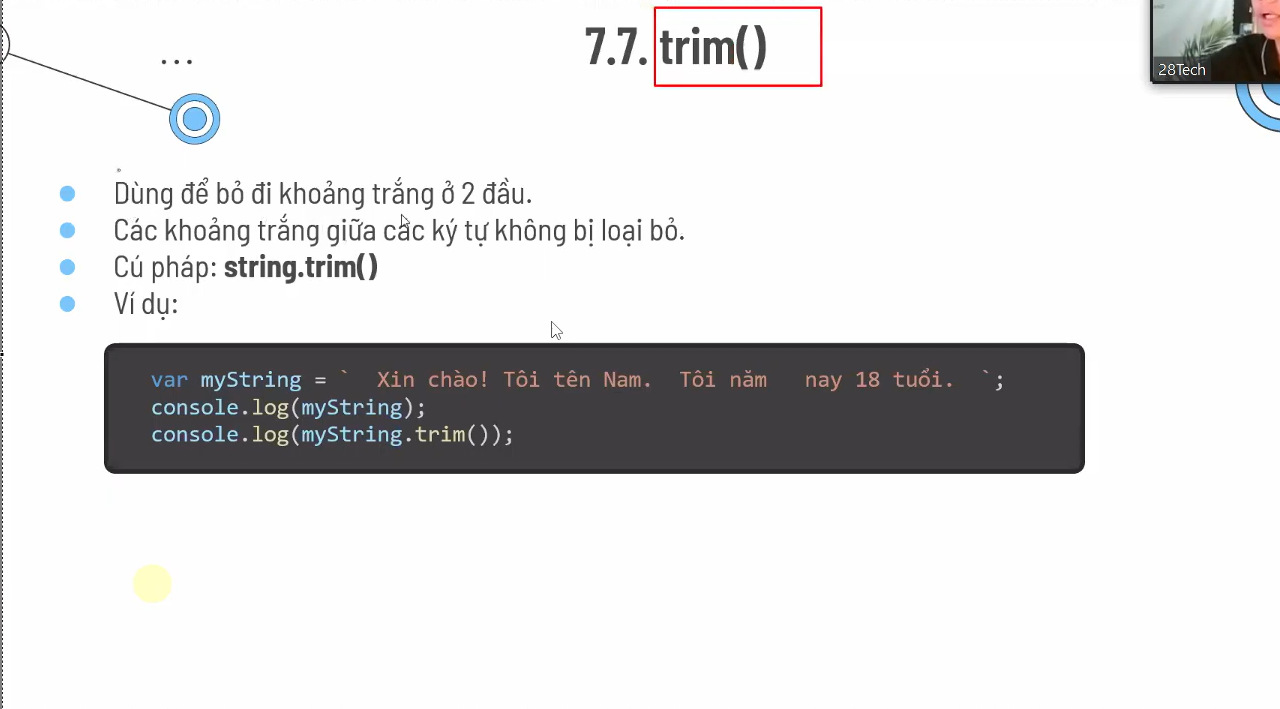 ...
7.7. trim()
28Tech
Dùng để bỏ đi khoảng trắng ở 2 đầu.
Các khoảng trắng giữa các ký tự không bị loại bỏ.
Cú pháp: string.trim()
Ví dụ:
var myString = `  Xin chào! Tôi tên Nam.  Tôi năm   nay 18 tuổi.  `;
console.log(myString);
console.log(myString.trim());